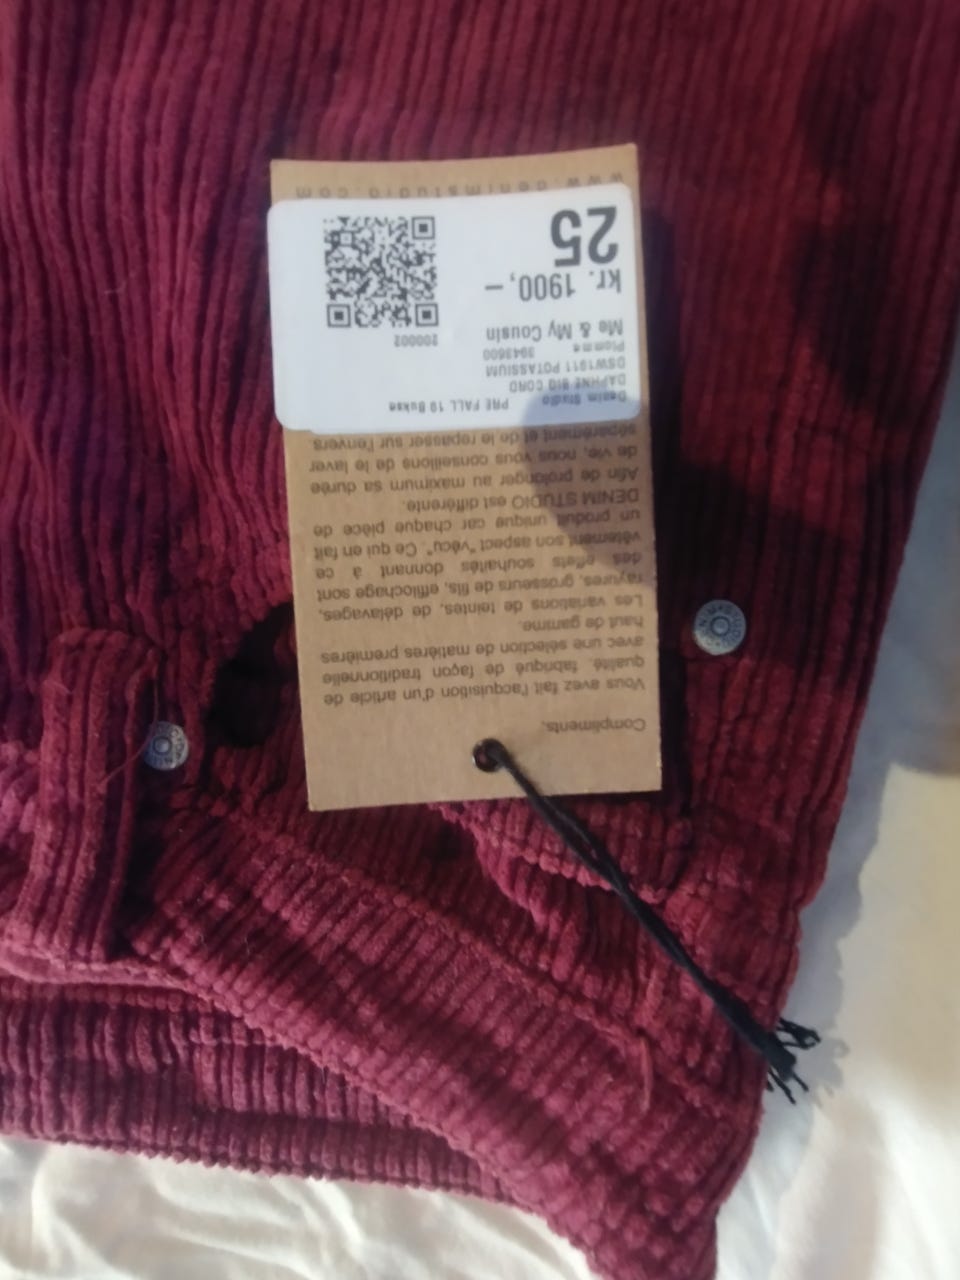 Compliments,
Vous avez fait l'acquisition d'un article de
qualité, fabriqué de façon traditionnelle
avec une sélection de matières premières
haut de gamme.
Les variations de teintes, de délavages,
rayures, grosseurs de fils, effilochage sont
des effets souhaités donnant à ce
vêtement son aspect "vécu". Ce qui en fait
un produit unique car chaque pièce de
DENIM STUDIO est différente.
Afin de prolonger au maximum sa durée
de vie, nous vous conseillons de le laver
séparément et de le repasser sur l'envers.
Denim Studio PRE FALL 19 Bukse
DAPHNE BIG CORD
DSW1911 POTASSIUM
Plomme 3943600
Me & My Cousin
200002
kr. 1900,-
25
www.denimstudio.com